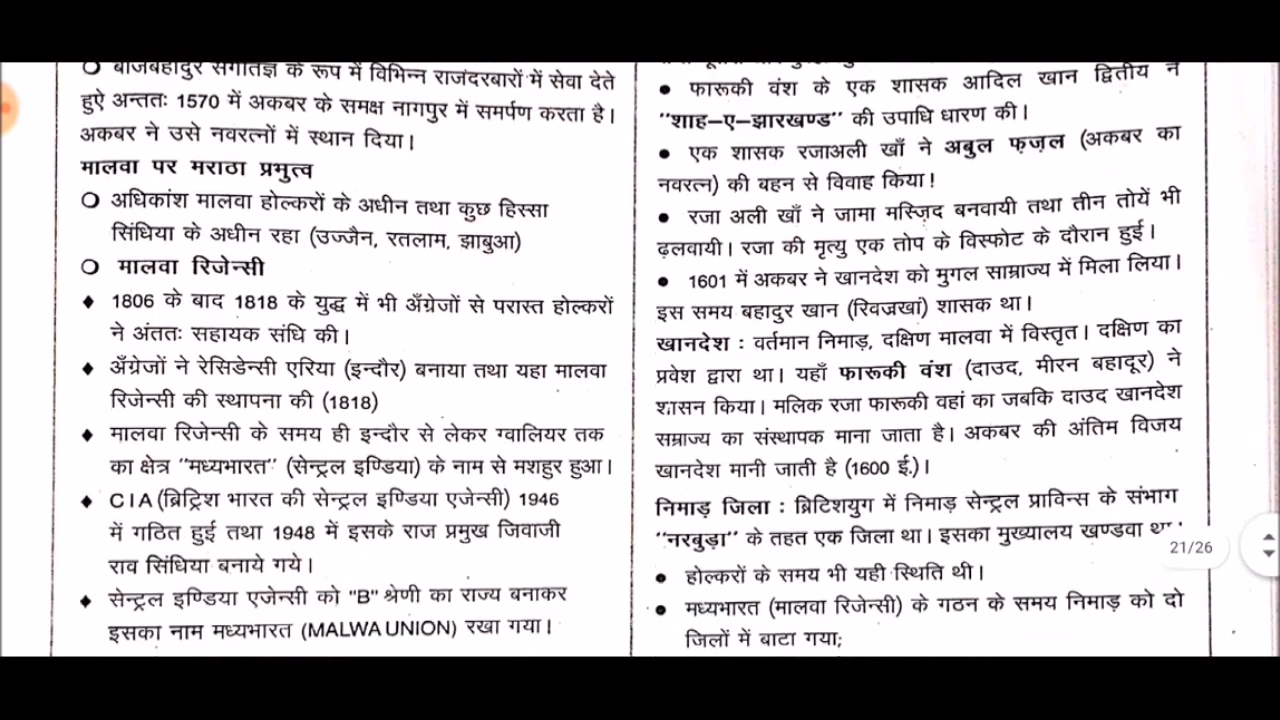 ○ बाजबहादुर संगीतज्ञ के रूप में विभिन्न राजदरबारों में सेवा देते
हुऐ अन्ततः 1570 में अकबर के समक्ष नागपुर में समर्पण करता है।
अकबर ने उसे नवरत्नों में स्थान दिया।
मालवा पर मराठा प्रभुत्व
○ अधिकांश मालवा होल्करों के अधीन तथा कुछ हिस्सा
सिंधिया के अधीन रहा (उज्जैन, रतलाम, झाबुआ)
○ मालवा रिजेन्सी
♦ 1806 के बाद 1818 के युद्ध में भी अँग्रेजों से परास्त होल्करों
ने अंततः सहायक संधि की।
♦ अँग्रेजों ने रेसिडेन्सी एरिया (इन्दौर) बनाया तथा यहा मालवा
रिजेन्सी की स्थापना की (1818)
♦ मालवा रिजेन्सी के समय ही इन्दौर से लेकर ग्वालियर तक
का क्षेत्र "मध्यभारत" (सेन्ट्रल इण्डिया) के नाम से मशहुर हुआ।
♦ CIA (ब्रिट्रिश भारत की सेन्ट्रल इण्डिया एजेन्सी) 1946
में गठित हुई तथा 1948 में इसके राज प्रमुख जिवाजी
राव सिंधिया बनाये गये।
♦ सेन्ट्रल इण्डिया एजेन्सी को "B" श्रेणी का राज्य बनाकर
इसका नाम मध्यभारत (MALWA UNION) रखा गया।
• फारूकी वंश के एक शासक आदिल खान द्वितीय ने
"शाह–ए–झारखण्ड" की उपाधि धारण की।
• एक शासक रजाअली खाँ ने अबुल फ़ज़ल (अकबर का
नवरत्न) की बहन से विवाह किया!
• रजा अली खाँ ने जामा मस्ज़िद बनवायी तथा तीन तोयें भी
ढ़लवायी। रजा की मृत्यु एक तोप के विस्फोट के दौरान हुई।
• 1601 में अकबर ने खानदेश को मुगल साम्राज्य में मिला लिया।
इस समय बहादुर खान (रिवज्रखां) शासक था।
खानदेश : वर्तमान निमाड़, दक्षिण मालवा में विस्तृत। दक्षिण का
प्रवेश द्वारा था। यहाँ फारूकी वंश (दाउद, मीरन बहादूर) ने
शासन किया। मलिक रजा फारूकी वहां का जबकि दाउद खानदेश
सम्राज्य का संस्थापक माना जाता है। अकबर की अंतिम विजय
खानदेश मानी जाती है (1600 ई.)।
निमाड़ जिला : ब्रिटिशयुग में निमाड़ सेन्ट्रल प्राविन्स के संभाग
"नरबुड़ा" के तहत एक जिला था। इसका मुख्यालय खण्डवा
• होल्करों के समय भी यही स्थिति थी।
• मध्यभारत (मालवा रिजेन्सी) के गठन के समय निमाड़ को दो
जिलों में बाटा गया;
21/26